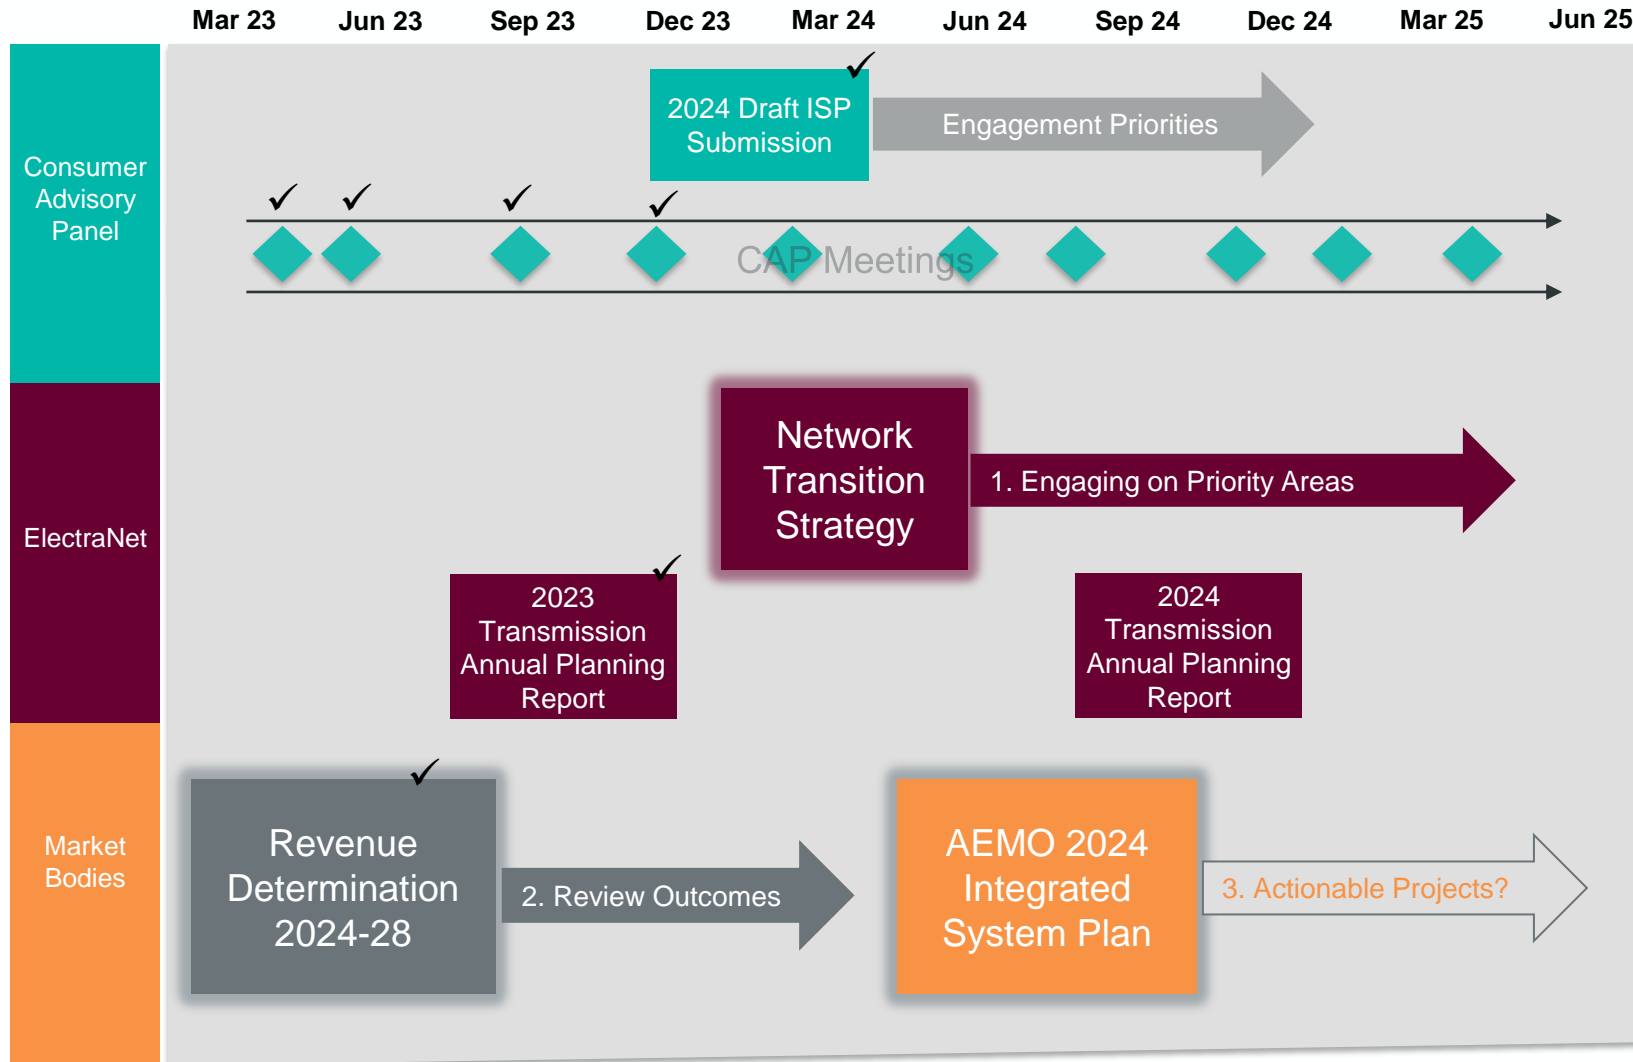 Mar 23 Jun 23 Sep 23 Dec 23 Mar 24 Jun 24 Sep 24 Dec 24 Mar 25 Jun 25
Consumer
Advisory
Panel
2024 Draft ISP
Submission
Engagement Priorities
CAP Meetings
ElectraNet
Network
Transition
Strategy
1. Engaging on Priority Areas
2023
Transmission
Annual Planning
Report
2024
Transmission
Annual Planning
Report
Market
Bodies
Revenue
Determination
2024-28
2. Review Outcomes
AEMO 2024
Integrated
System Plan
3. Actionable Projects?